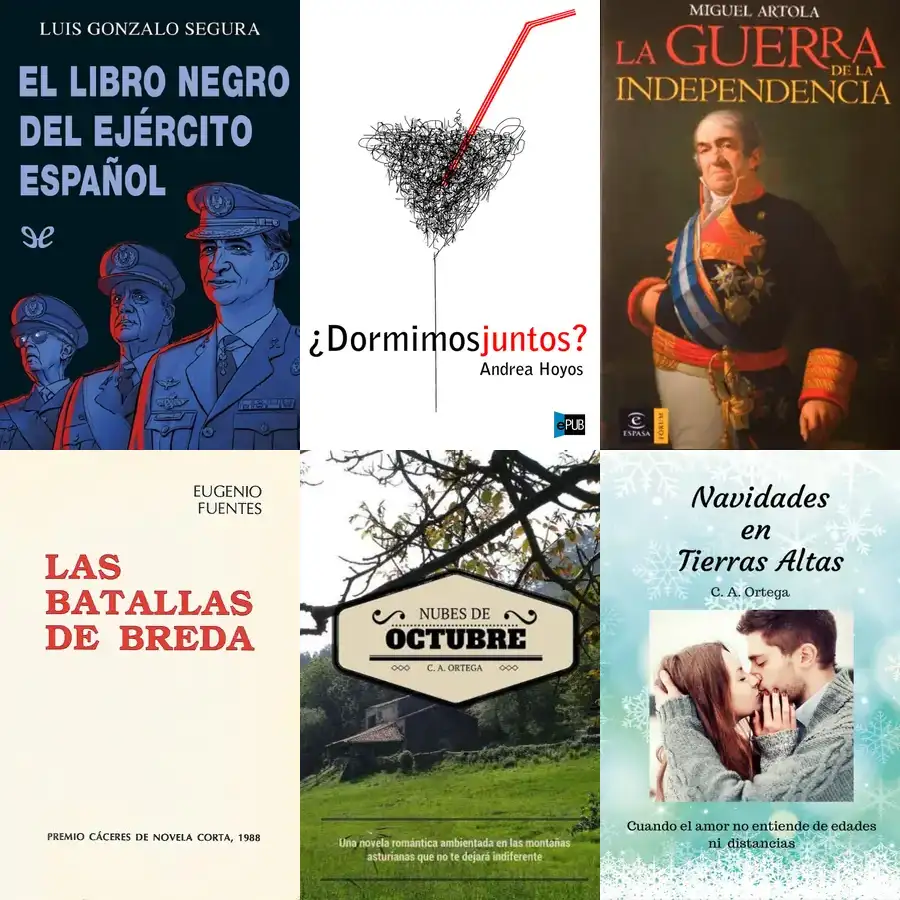 LUIS GONZALO SEGURA
EL LIBRO NEGRO
DEL EJÉRCITO
ESPAÑOL
¿Dormimosjuntos?
Andrea Hoyos
ePUB
MIGUEL ARTOLA
LA GUERRA
DE LA
INDEPENDENCIA
e
ESPASA
FÓRUM
EUGENIO
FUENTES
LAS
BATALLAS
DE BREDA
PREMIO CÁCERES DE NOVELA CORTA, 1988
NUBES DE
OCTUBRE
C. A. ORTEGA
Una novela romántica ambientada en las montañas
asturianas que no te dejará indiferente
Navidades
en
Tierras Altas
C. A. Ortega
Cuando el amor no entiende de edades
ni distancias